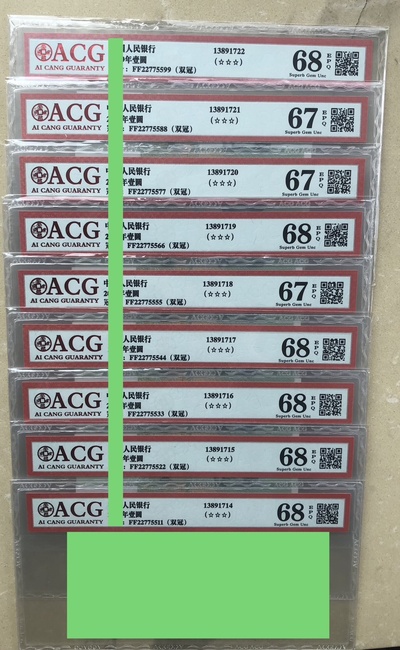 ACG
AI CANG GUARANTY
人民银行
年壹圆
FF22775599 (双冠)
13891722
(☆☆☆)
68 EPQ
Superb Gem Unc
ACG
AI CANG GUARANTY
人民银行
年壹圆
: FF22775588 (双冠)
13891721
(☆☆☆)
67 EPQ
Superb Gem Unc
ACG
AI CANG GUARANTY
人民银行
年壹圆
: FF22775577 (双冠)
13891720
(☆☆☆)
67 EPQ
Superb Gem Unc
ACG
AI CANG GUARANTY
人民银行
年壹圆
: FF22775566 (双冠)
13891719
(☆☆☆)
68 EPQ
Superb Gem Unc
ACG
AI CANG GUARANTY
中 人民银行
年壹圆
冠 : FF22775555 (双冠)
13891718
(☆☆☆)
67 EPQ
Superb Gem Unc
ACG
AI CANG GUARANTY
人民银行
年壹圆
: FF22775544 (双冠)
13891717
(☆☆☆)
68 EPQ
Superb Gem Unc
ACG
AI CANG GUARANTY
人民银行
年壹圆
: FF22775533 (双冠)
13891716
(☆☆☆)
68 EPQ
Superb Gem Unc
ACG
AI CANG GUARANTY
人民银行
年壹圆
: FF22775522 (双冠)
13891715
(☆☆☆)
68 EPQ
Superb Gem Unc
ACG
AI CANG GUARANTY
人民银行
年壹圆
: FF22775511 (双冠)
13891714
(☆☆☆)
68 EPQ
Superb Gem Unc